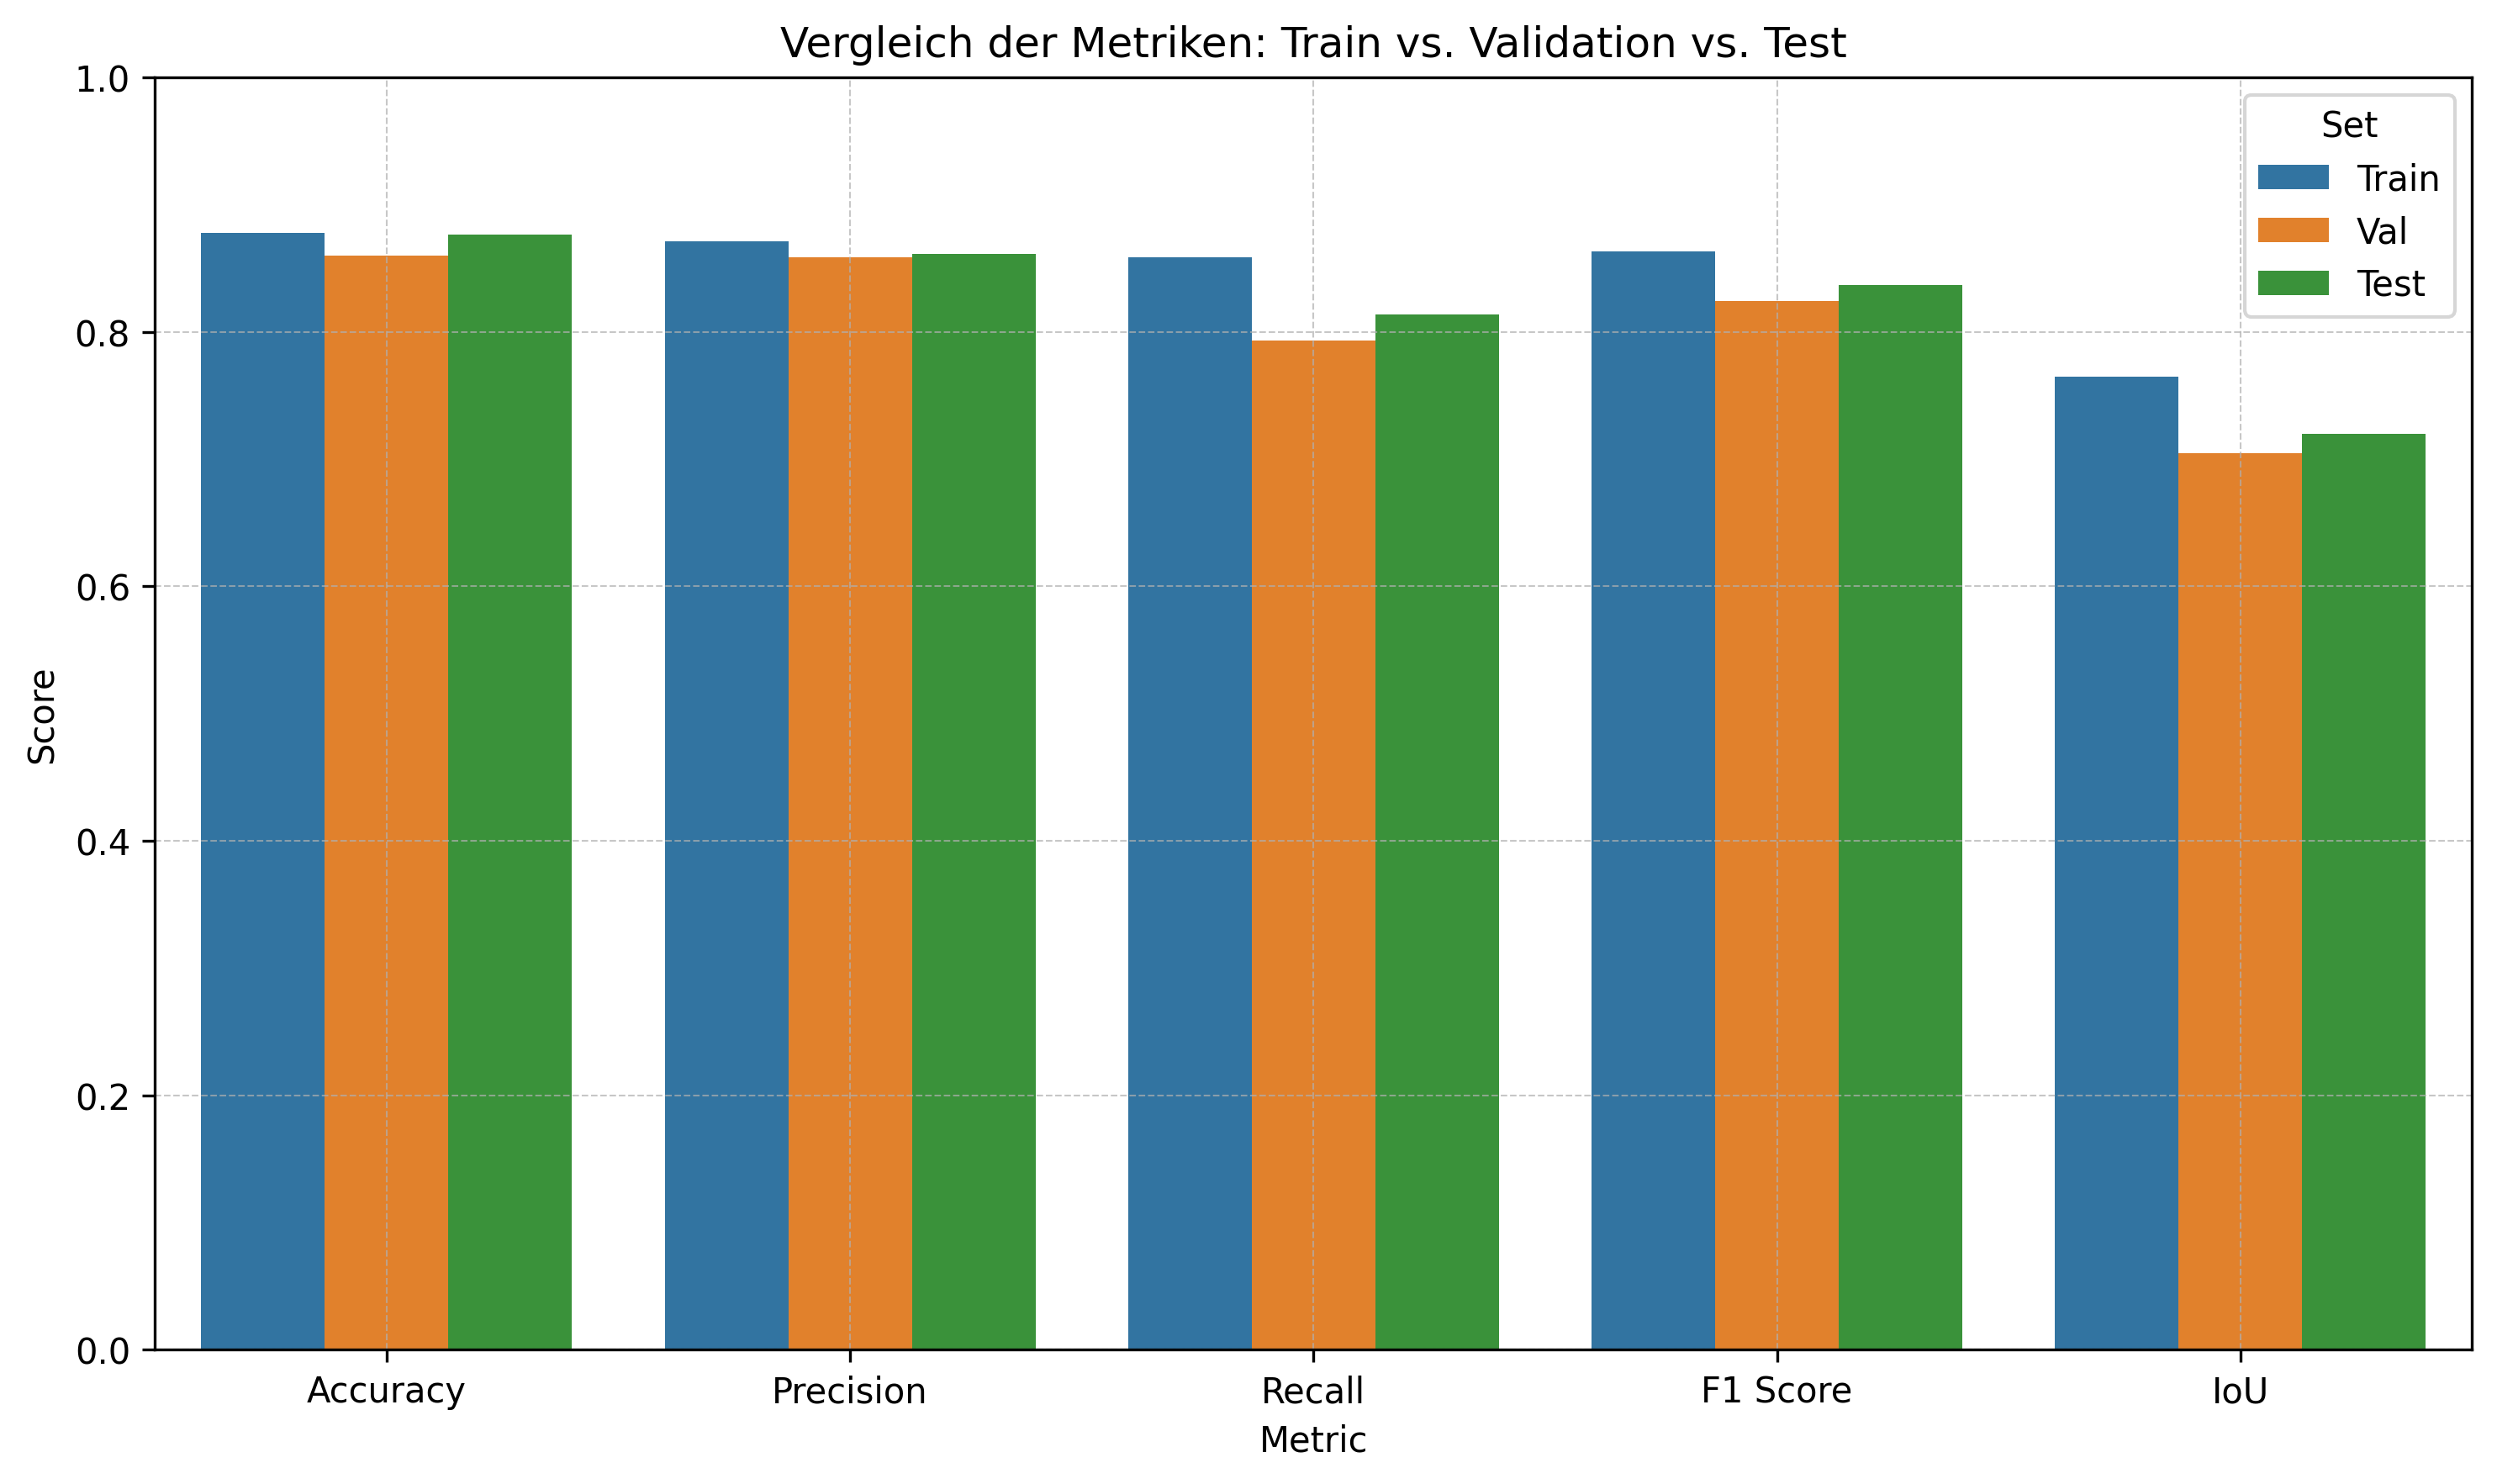 Vergleich der Metriken: Train vs. Validation vs. Test
Set
Train
Val
Test
Score
1.0
0.8
0.6
0.4
0.2
0.0
Accuracy
Precision
Recall
F1 Score
IoU
Metric